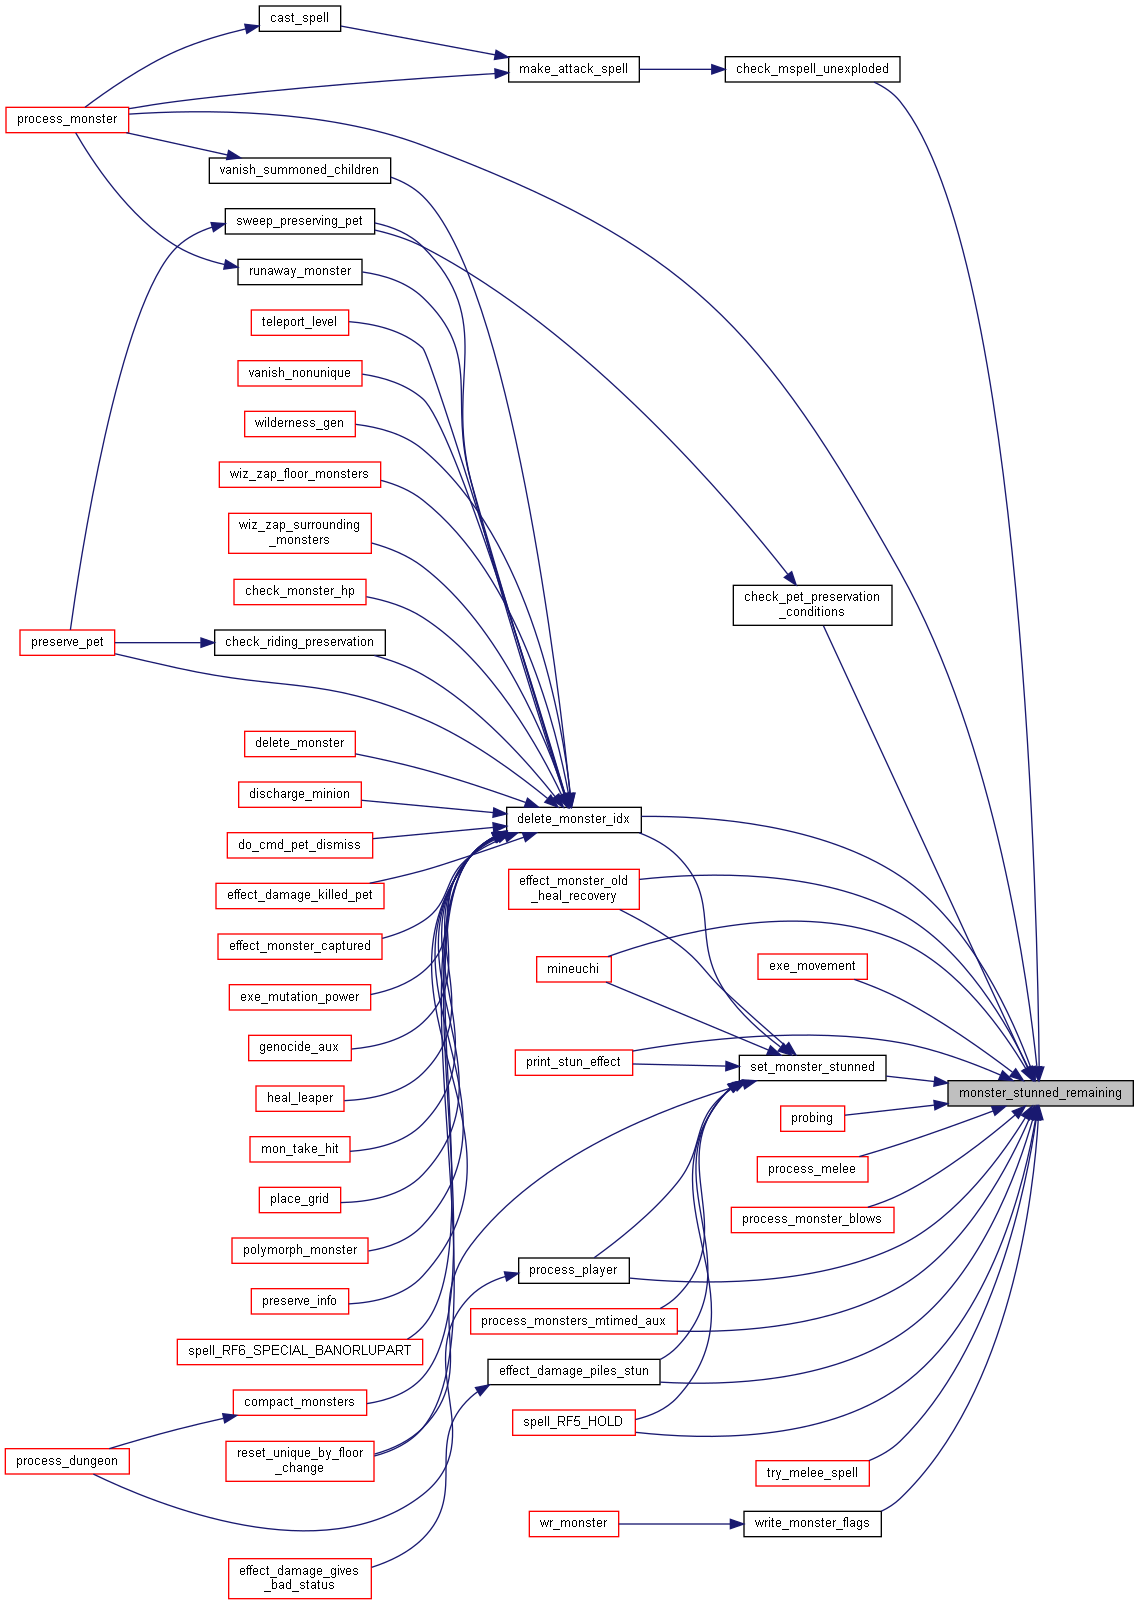 cast_spell
make_attack_spell
check_mspell_unexploded
process_monster
vanish_summoned_children
sweep_preserving_pet
runaway_monster
teleport_level
vanish_nonunique
wilderness_gen
wiz_zap_floor_monsters
wiz_zap_surrounding
_monsters
check_monster_hp
check_pet_preservation
_conditions
preserve_pet
check_riding_preservation
delete_monster
discharge_minion
delete_monster_idx
do_cmd_pet_dismiss
effect_damage_killed_pet
effect_monster_old
_heal_recovery
effect_monster_captured
mineuchi
exe_movement
exe_mutation_power
genocide_aux
print_stun_effect
set_monster_stunned
monster_stunned_remaining
heal_leaper
probing
mon_take_hit
process_melee
place_grid
process_monster_blows
polymorph_monster
process_player
preserve_info
process_monsters_mtimed_aux
spell_RF6_SPECIAL_BANORLUPART
effect_damage_piles_stun
compact_monsters
spell_RF5_HOLD
process_dungeon
reset_unique_by_floor
_change
try_melee_spell
wr_monster
write_monster_flags
effect_damage_gives
_bad_status